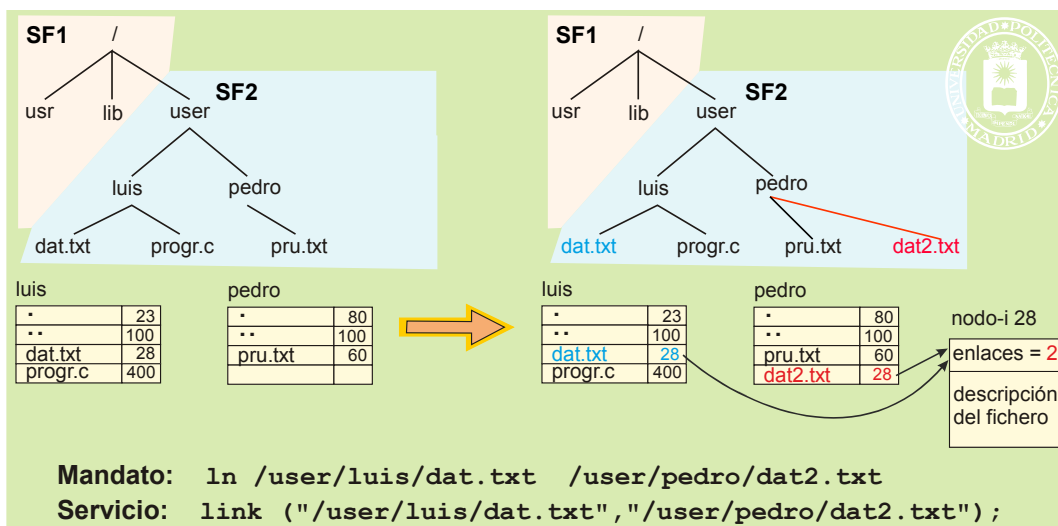 SF1 /
usr lib user
SF2
luis pedro
dat.txt progr.c pru.txt
luis
. 23
.. 100
dat.txt 28
progr.c 400
pedro
. 80
.. 100
pru.txt 60
SF1 /
usr lib user
SF2
luis pedro
dat.txt progr.c pru.txt dat2.txt
luis
. 23
.. 100
dat.txt 28
progr.c 400
pedro
. 80
.. 100
pru.txt 60
dat2.txt 28
nodo-i 28
enlaces = 2
descripción
del fichero
UNIVERSIDAD POLITECNICA MADRID
Mandato: ln /user/luis/dat.txt /user/pedro/dat2.txt
Servicio: link ("/user/luis/dat.txt","/user/pedro/dat2.txt");